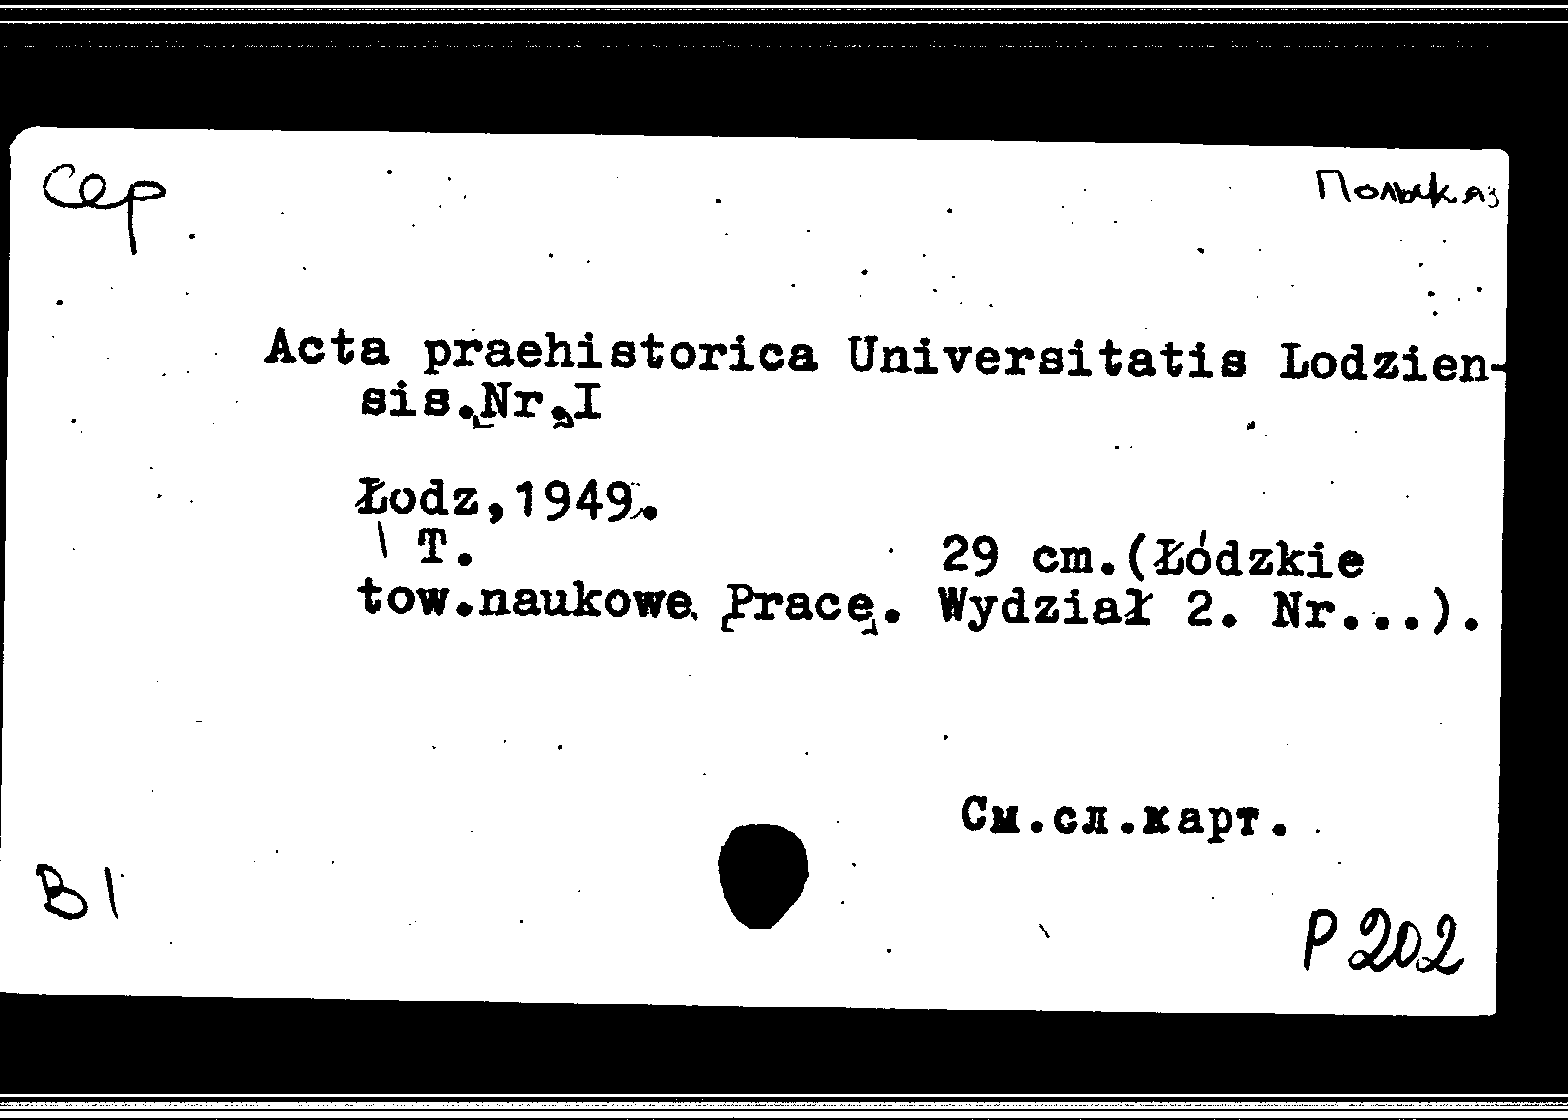 Сер
Польск яз
Acta praehistorica Universitatis Lodzien-
sis. Nr. I
Łodz, 1949.
1 T.
29 cm. (Łódzkie
tow. naukowe. Prace. Wydział 2. Nr...).
См. сл. карт.
B I
P 202